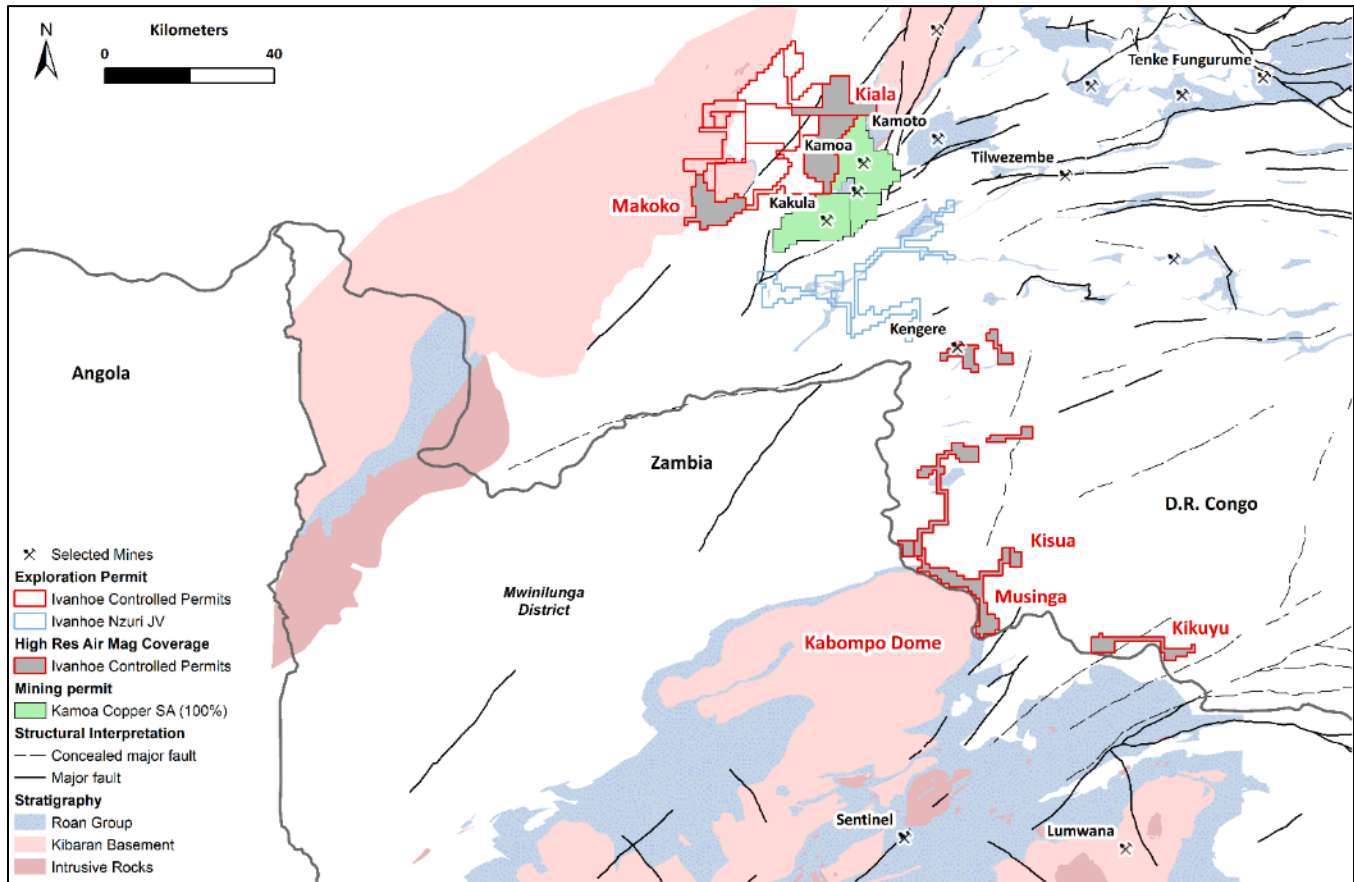 N
Kilometers
0
40
Tenke Fungurume
Kiala
Kamoto
Kamoa
Tilwezembe
Makoko
Kakula
Kengere
Angola
Zambia
D.R. Congo
Kisua
Mwinilunga
District
Musinga
Kabompo Dome
Kikuyu
Sentinel
Lumwana
Selected Mines
Exploration Permit
Ivanhoe Controlled Permits
Ivanhoe Nzuri JV
High Res Air Mag Coverage
Ivanhoe Controlled Permits
Mining permit
Kamoa Copper SA (100%)
Structural Interpretation
Concealed major fault
Major fault
Stratigraphy
Roan Group
Kibaran Basement
Intrusive Rocks